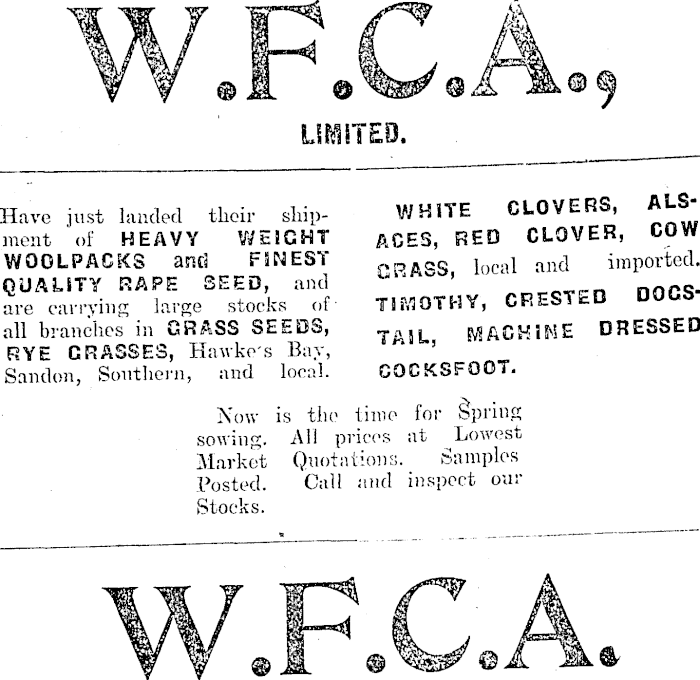 W.F.C.A.,
LIMITED.
Have just landed their ship-
ment of HEAVY WEIGHT
WOOLPACKS and FINEST
QUALITY RAPE SEED, and
are carrying large stocks of
all branches in GRASS SEEDS,
RYE GRASSES, Hawke's Bay,
Sandon, Southern, and local.
WHITE CLOVERS, ALS-
ACES, RED CLOVER, COW
GRASS, local and imported.
TIMOTHY, CRESTED DOGS-
TAIL, MACHINE DRESSED
COCKSFOOT.
Now is the time for Spring
sowing. All prices at Lowest
Market Quotations. Samples
Posted. Call and inspect our
Stocks.
W.F.C.A.